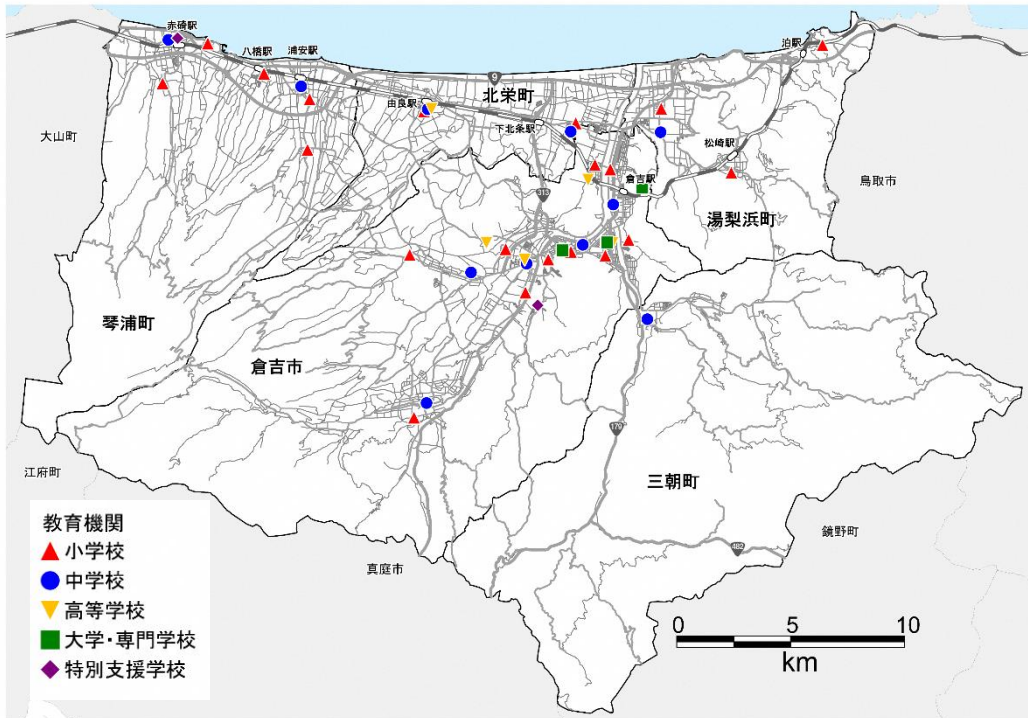 赤碕駅
八橋駅
浦安駅
泊駅
9
北栄町
由良駅
下北条駅
大山町
松崎駅
倉吉駅
鳥取市
313
湯梨浜町
琴浦町
倉吉市
179
三朝町
江府町
鏡野町
482
真庭市
教育機関
小学校
中学校
高等学校
大学・専門学校
特別支援学校
0 5 10
km